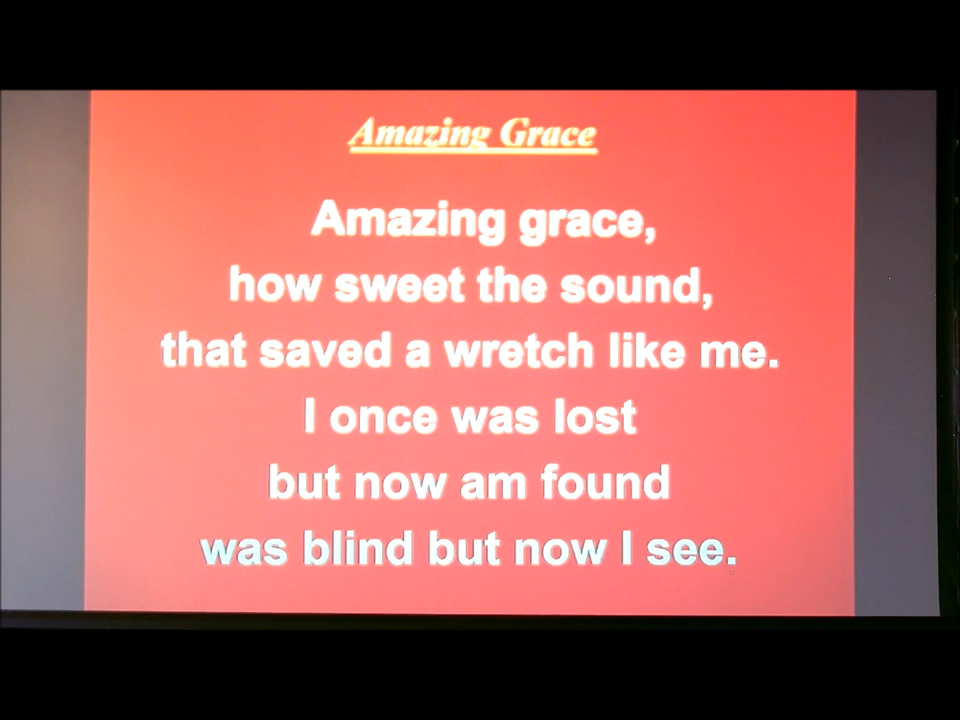 Amazing Grace
Amazing grace,
how sweet the sound,
that saved a wretch like me.
I once was lost
but now am found
was blind but now I see.